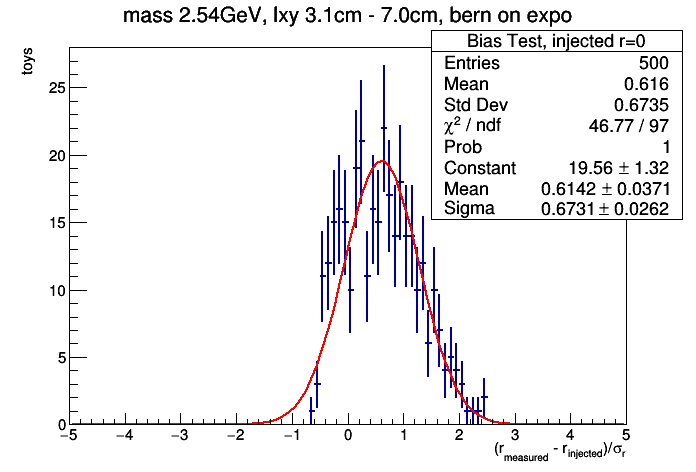 mass 2.54GeV, lxy 3.1cm - 7.0cm, bern on expo
Bias Test, injected r=0
Entries 500
Mean 0.616
Std Dev 0.6735
χ² / ndf 46.77 / 97
Prob 1
Constant 19.56 ± 1.32
Mean 0.6142 ± 0.0371
Sigma 0.6731 ± 0.0262
toys
25
20
15
10
5
0
−5 −4 −3 −2 −1 0 1 2 3 4 5
(r_measured - r_injected)/σ_r